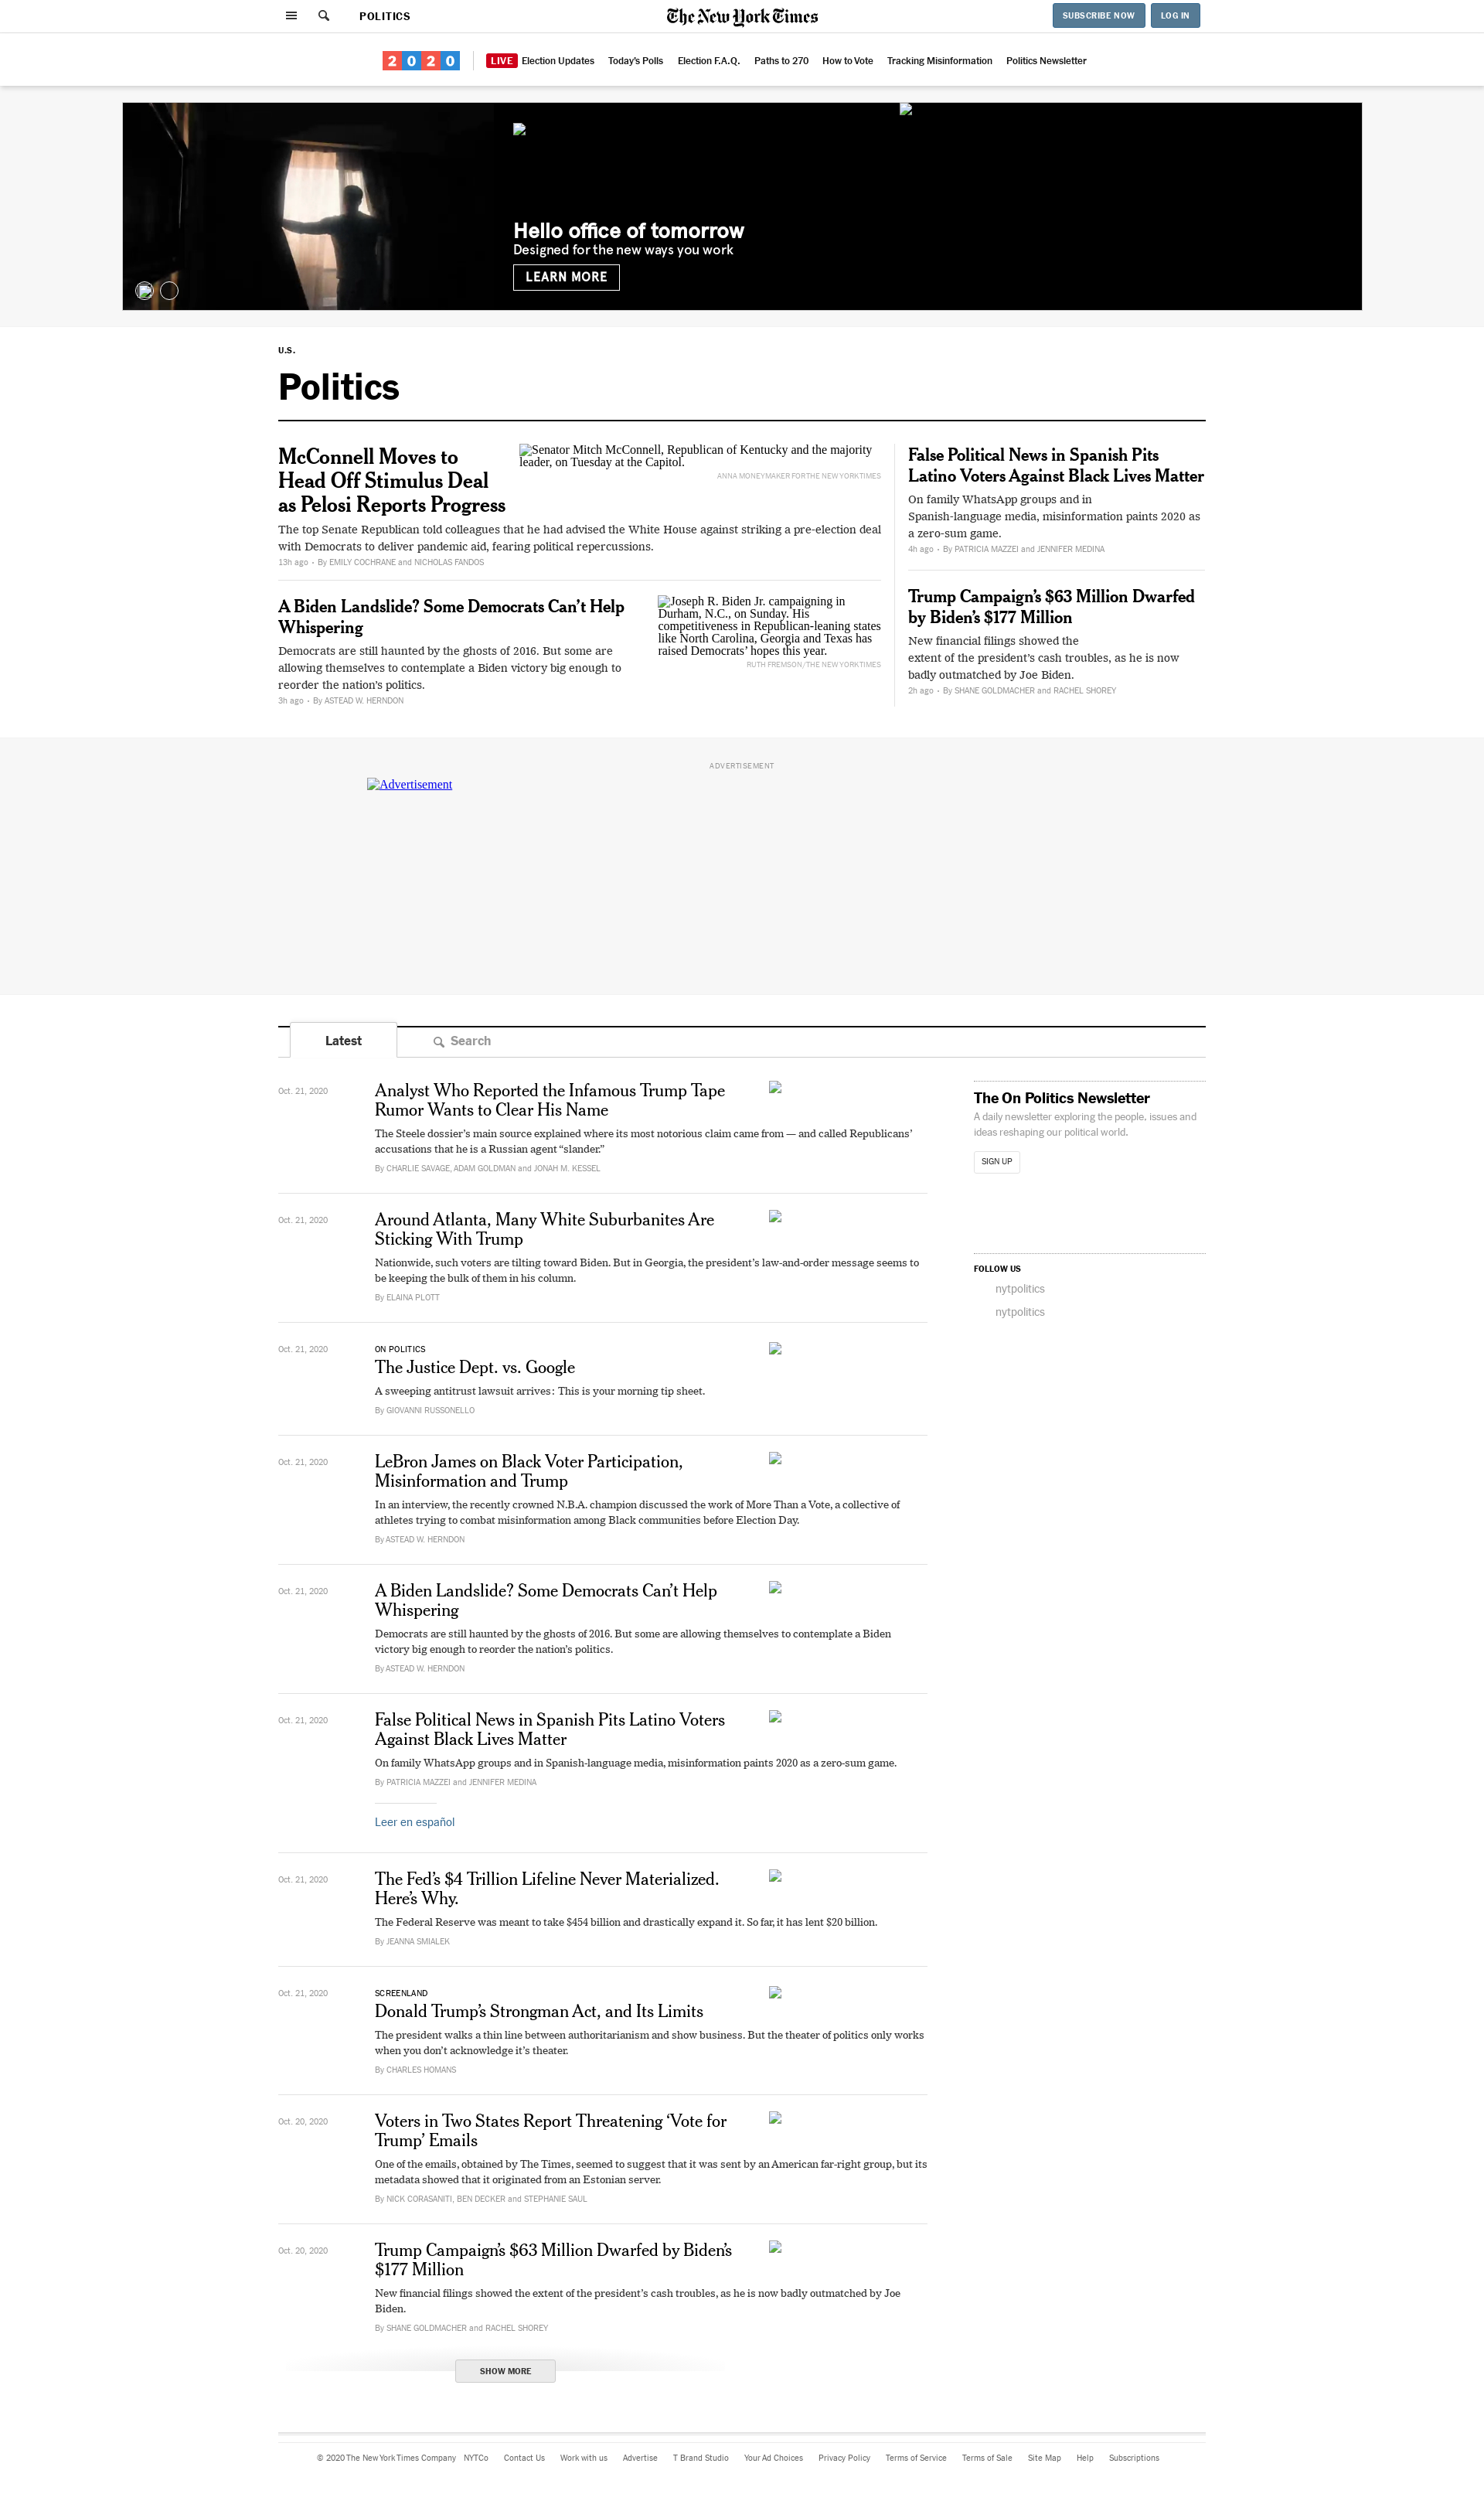 POLITICS
The New York Times
SUBSCRIBE NOW
LOG IN
2020
LIVE Election Updates
Today's Polls
Election F.A.Q.
Paths to 270
How to Vote
Tracking Misinformation
Politics Newsletter
Hello office of tomorrow
Designed for the new ways you work
LEARN MORE
U.S.
Politics
McConnell Moves to
Head Off Stimulus Deal
as Pelosi Reports Progress
Senator Mitch McConnell, Republican of Kentucky and the majority
leader, on Tuesday at the Capitol.
ANNA MONEYMAKER FOR THE NEW YORK TIMES
The top Senate Republican told colleagues that he had advised the White House against striking a pre-election deal
with Democrats to deliver pandemic aid, fearing political repercussions.
13h ago • By EMILY COCHRANE and NICHOLAS FANDOS
A Biden Landslide? Some Democrats Can’t Help
Whispering
Democrats are still haunted by the ghosts of 2016. But some are
allowing themselves to contemplate a Biden victory big enough to
reorder the nation’s politics.
3h ago • By ASTEAD W. HERNDON
Joseph R. Biden Jr. campaigning in
Durham, N.C., on Sunday. His
competitiveness in Republican-leaning states
like North Carolina, Georgia and Texas has
raised Democrats’ hopes this year.
RUTH FREMSON/THE NEW YORK TIMES
False Political News in Spanish Pits
Latino Voters Against Black Lives Matter
On family WhatsApp groups and in
Spanish-language media, misinformation paints 2020 as
a zero-sum game.
4h ago • By PATRICIA MAZZEI and JENNIFER MEDINA
Trump Campaign’s $63 Million Dwarfed
by Biden’s $177 Million
New financial filings showed the
extent of the president’s cash troubles, as he is now
badly outmatched by Joe Biden.
2h ago • By SHANE GOLDMACHER and RACHEL SHOREY
ADVERTISEMENT
Advertisement
Latest
Search
Oct. 21, 2020
Analyst Who Reported the Infamous Trump Tape
Rumor Wants to Clear His Name
The Steele dossier’s main source explained where its most notorious claim came from — and called Republicans’
accusations that he is a Russian agent “slander.”
By CHARLIE SAVAGE, ADAM GOLDMAN and JONAH M. KESSEL
Oct. 21, 2020
Around Atlanta, Many White Suburbanites Are
Sticking With Trump
Nationwide, such voters are tilting toward Biden. But in Georgia, the president’s law-and-order message seems to
be keeping the bulk of them in his column.
By ELAINA PLOTT
Oct. 21, 2020
ON POLITICS
The Justice Dept. vs. Google
A sweeping antitrust lawsuit arrives: This is your morning tip sheet.
By GIOVANNI RUSSONELLO
Oct. 21, 2020
LeBron James on Black Voter Participation,
Misinformation and Trump
In an interview, the recently crowned N.B.A. champion discussed the work of More Than a Vote, a collective of
athletes trying to combat misinformation among Black communities before Election Day.
By ASTEAD W. HERNDON
Oct. 21, 2020
A Biden Landslide? Some Democrats Can’t Help
Whispering
Democrats are still haunted by the ghosts of 2016. But some are allowing themselves to contemplate a Biden
victory big enough to reorder the nation’s politics.
By ASTEAD W. HERNDON
Oct. 21, 2020
False Political News in Spanish Pits Latino Voters
Against Black Lives Matter
On family WhatsApp groups and in Spanish-language media, misinformation paints 2020 as a zero-sum game.
By PATRICIA MAZZEI and JENNIFER MEDINA
Leer en español
Oct. 21, 2020
The Fed’s $4 Trillion Lifeline Never Materialized.
Here’s Why.
The Federal Reserve was meant to take $454 billion and drastically expand it. So far, it has lent $20 billion.
By JEANNA SMIALEK
Oct. 21, 2020
SCREENLAND
Donald Trump’s Strongman Act, and Its Limits
The president walks a thin line between authoritarianism and show business. But the theater of politics only works
when you don’t acknowledge it’s theater.
By CHARLES HOMANS
Oct. 20, 2020
Voters in Two States Report Threatening ‘Vote for
Trump’ Emails
One of the emails, obtained by The Times, seemed to suggest that it was sent by an American far-right group, but its
metadata showed that it originated from an Estonian server.
By NICK CORASANITI, BEN DECKER and STEPHANIE SAUL
Oct. 20, 2020
Trump Campaign’s $63 Million Dwarfed by Biden’s
$177 Million
New financial filings showed the extent of the president’s cash troubles, as he is now badly outmatched by Joe
Biden.
By SHANE GOLDMACHER and RACHEL SHOREY
SHOW MORE
The On Politics Newsletter
A daily newsletter exploring the people, issues and
ideas reshaping our political world.
SIGN UP
FOLLOW US
nytpolitics
nytpolitics
© 2020 The New York Times Company
NYTCo
Contact Us
Work with us
Advertise
T Brand Studio
Your Ad Choices
Privacy Policy
Terms of Service
Terms of Sale
Site Map
Help
Subscriptions